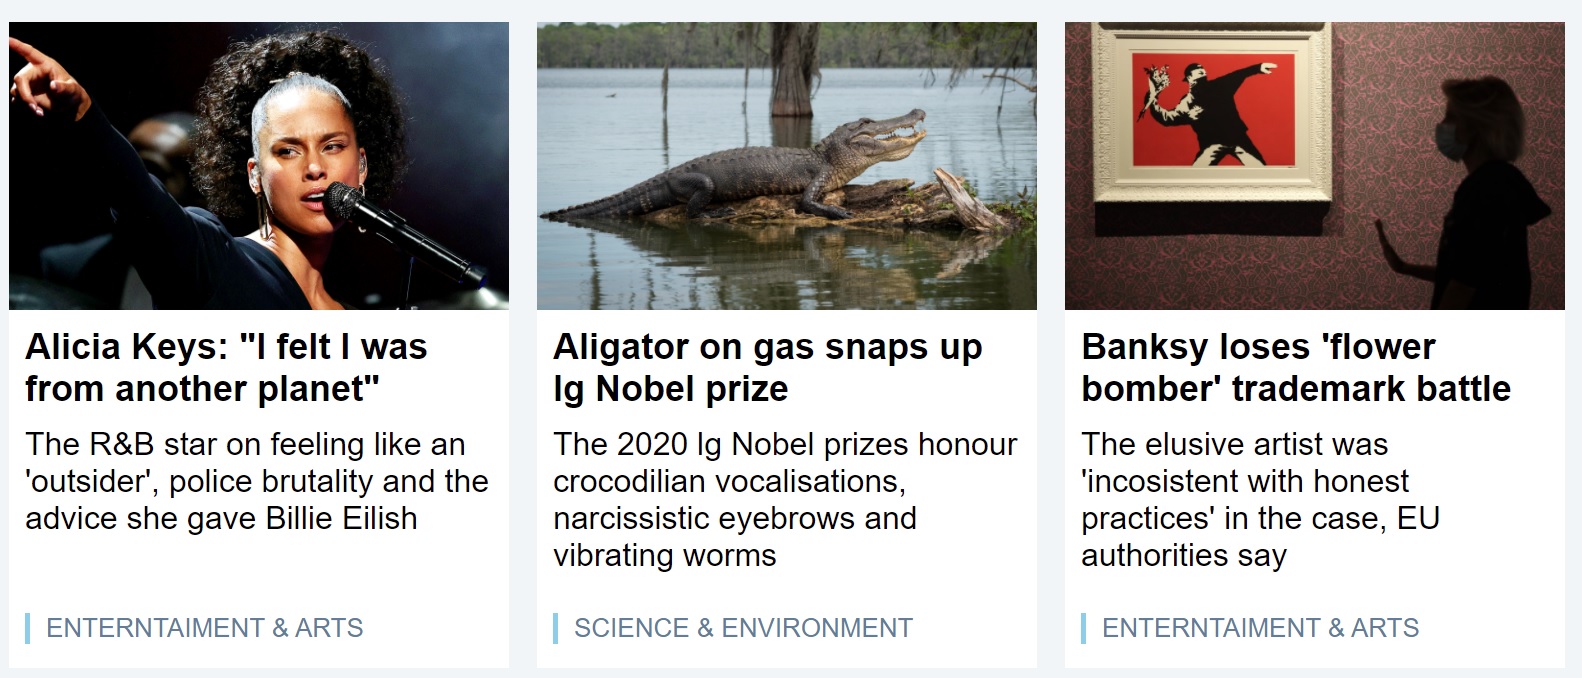 Alicia Keys: "I felt I was
from another planet"
The R&B star on feeling like an
'outsider', police brutality and the
advice she gave Billie Eilish
ENTERNTAIMENT & ARTS
Aligator on gas snaps up
Ig Nobel prize
The 2020 Ig Nobel prizes honour
crocodilian vocalisations,
narcissistic eyebrows and
vibrating worms
SCIENCE & ENVIRONMENT
Banksy loses 'flower
bomber' trademark battle
The elusive artist was
'incosistent with honest
practices' in the case, EU
authorities say
ENTERNTAIMENT & ARTS